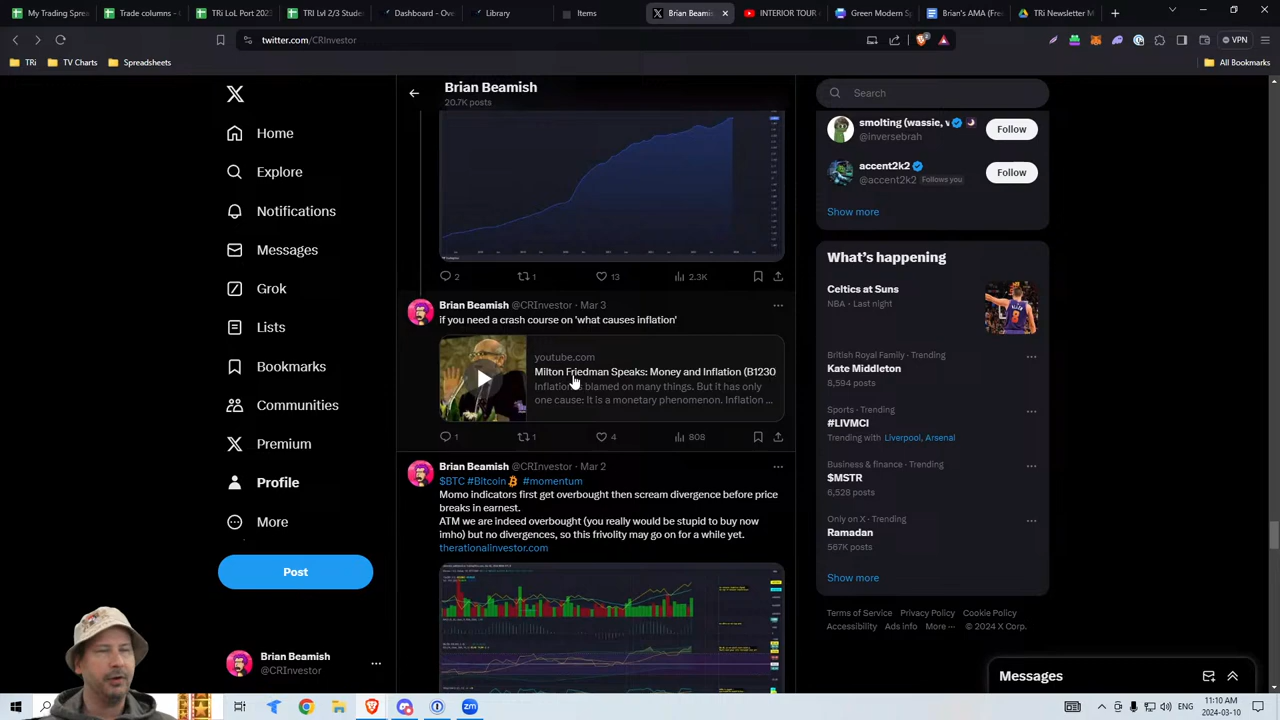 My Trading Spre
Trade columns - G
TRi LoL Port 2023
TRi Lvl 2/3 Studen
Dashboard – Ove
Library
Items
Brian Beamis
INTERIOR TOUR
Green Modern Sp
Brian's AMA (Free
TRi Newsletter M
twitter.com/CRInvestor
2
VPN
TRi
TV Charts
Spreadsheets
All Bookmarks
Home
Explore
Notifications
Messages
Grok
Lists
Bookmarks
Communities
Premium
Profile
More
Post
Brian Beamish
@CRInvestor
Brian Beamish
20.7K posts
2
1
13
2.3K
Brian Beamish @CRInvestor · Mar 3
if you need a crash course on 'what causes inflation'
youtube.com
Milton Friedman Speaks: Money and Inflation (B1230
Inflation is blamed on many things. But it has only
one cause: It is a monetary phenomenon. Inflation ...
1
1
4
808
Brian Beamish @CRInvestor · Mar 2
$BTC #Bitcoin #momentum
Momo indicators first get overbought then scream divergence before price
breaks in earnest.
ATM we are indeed overbought (you really would be stupid to buy now
imho) but no divergences, so this frivolity may go on for a while yet.
therationalinvestor.com
Search
smolting (wassie, v
@inversebrah
Follow
accent2k2
@accent2k2 Follows you
Follow
Show more
What's happening
Celtics at Suns
NBA · Last night
British Royal Family · Trending
Kate Middleton
8,594 posts
Sports · Trending
#LIVMCI
Trending with Liverpool, Arsenal
Business & finance · Trending
$MSTR
6,528 posts
Only on X · Trending
Ramadan
567K posts
Show more
Terms of Service Privacy Policy Cookie Policy
Accessibility Ads info More ··· © 2024 X Corp.
Messages
ENG
11:10 AM
2024-03-10